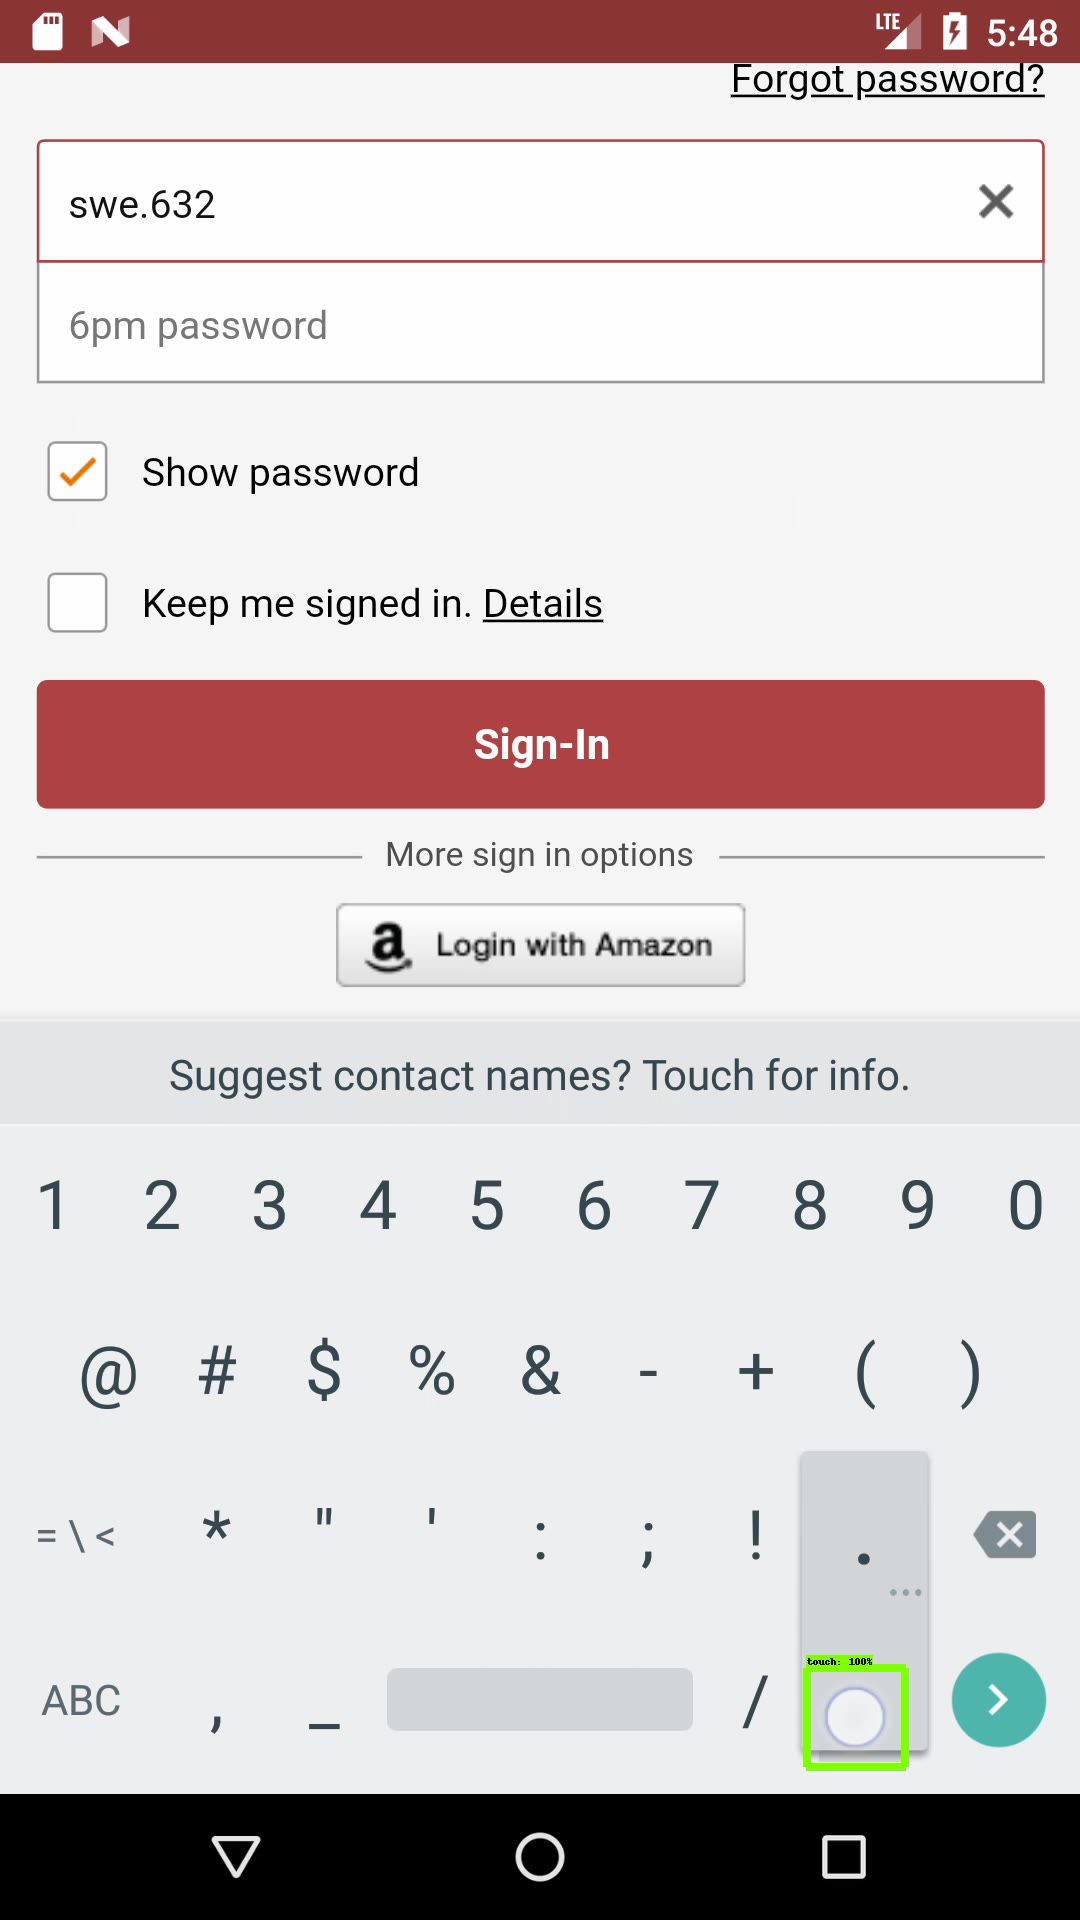 LTE 5:48
Forgot password?
swe.632
6pm password
Show password
Keep me signed in. Details
Sign-In
More sign in options
a Login with Amazon
Suggest contact names? Touch for info.
1 2 3 4 5 6 7 8 9 0
@ # $ % & - + ( )
= \ < * " ' : ; ! . ...
touch: 100%
ABC , _ /